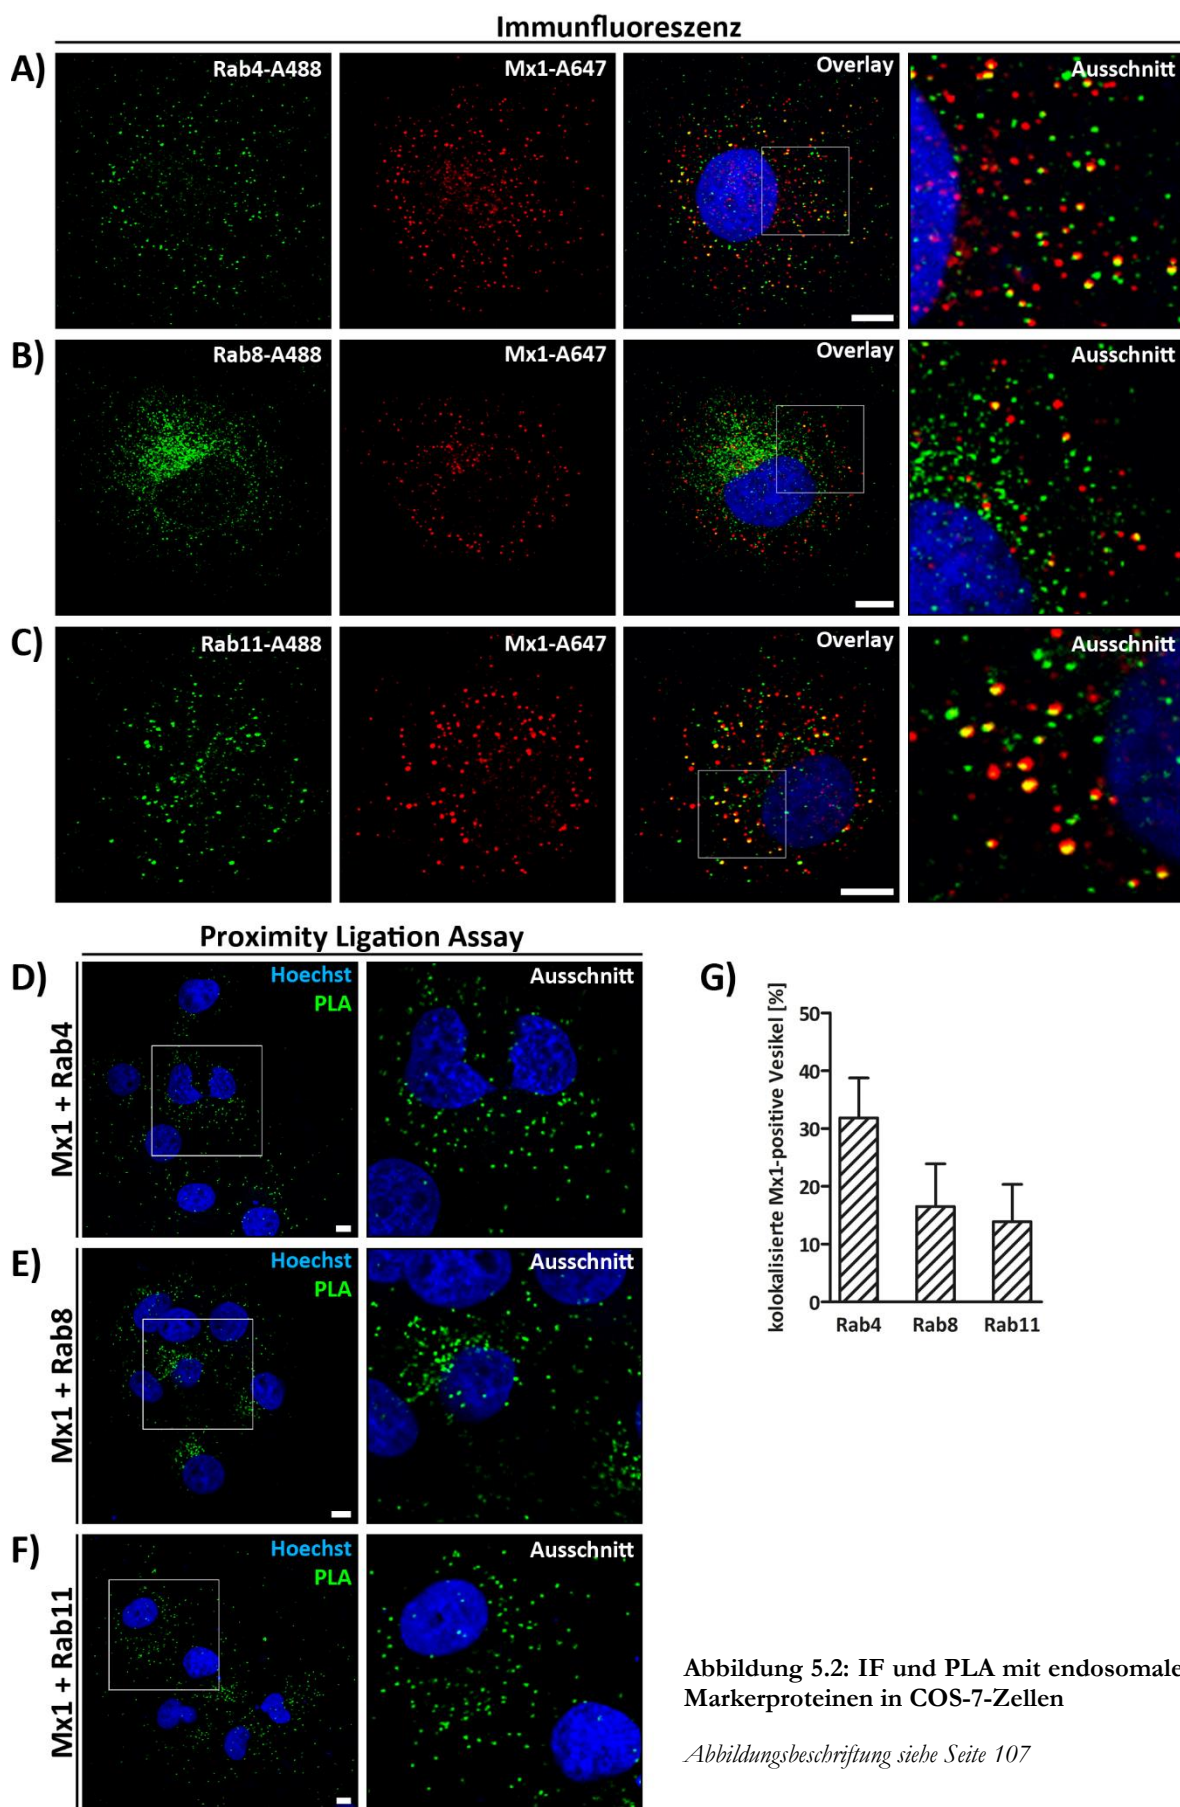 Immunfluoreszenz
A)
Rab4-A488
Mx1-A647
Overlay
Ausschnitt
B)
Rab8-A488
Mx1-A647
Overlay
Ausschnitt
C)
Rab11-A488
Mx1-A647
Overlay
Ausschnitt
Proximity Ligation Assay
D)
Mx1 + Rab4
Hoechst
PLA
Ausschnitt
E)
Mx1 + Rab8
Hoechst
PLA
Ausschnitt
F)
Mx1 + Rab11
Hoechst
PLA
Ausschnitt
G)
kolokalisierte Mx1-positive Vesikel [%]
50
40
30
20
10
0
Rab4 Rab8 Rab11
Abbildung 5.2: IF und PLA mit endosomale
Markerproteinen in COS-7-Zellen
Abbildungsbeschriftung siehe Seite 107